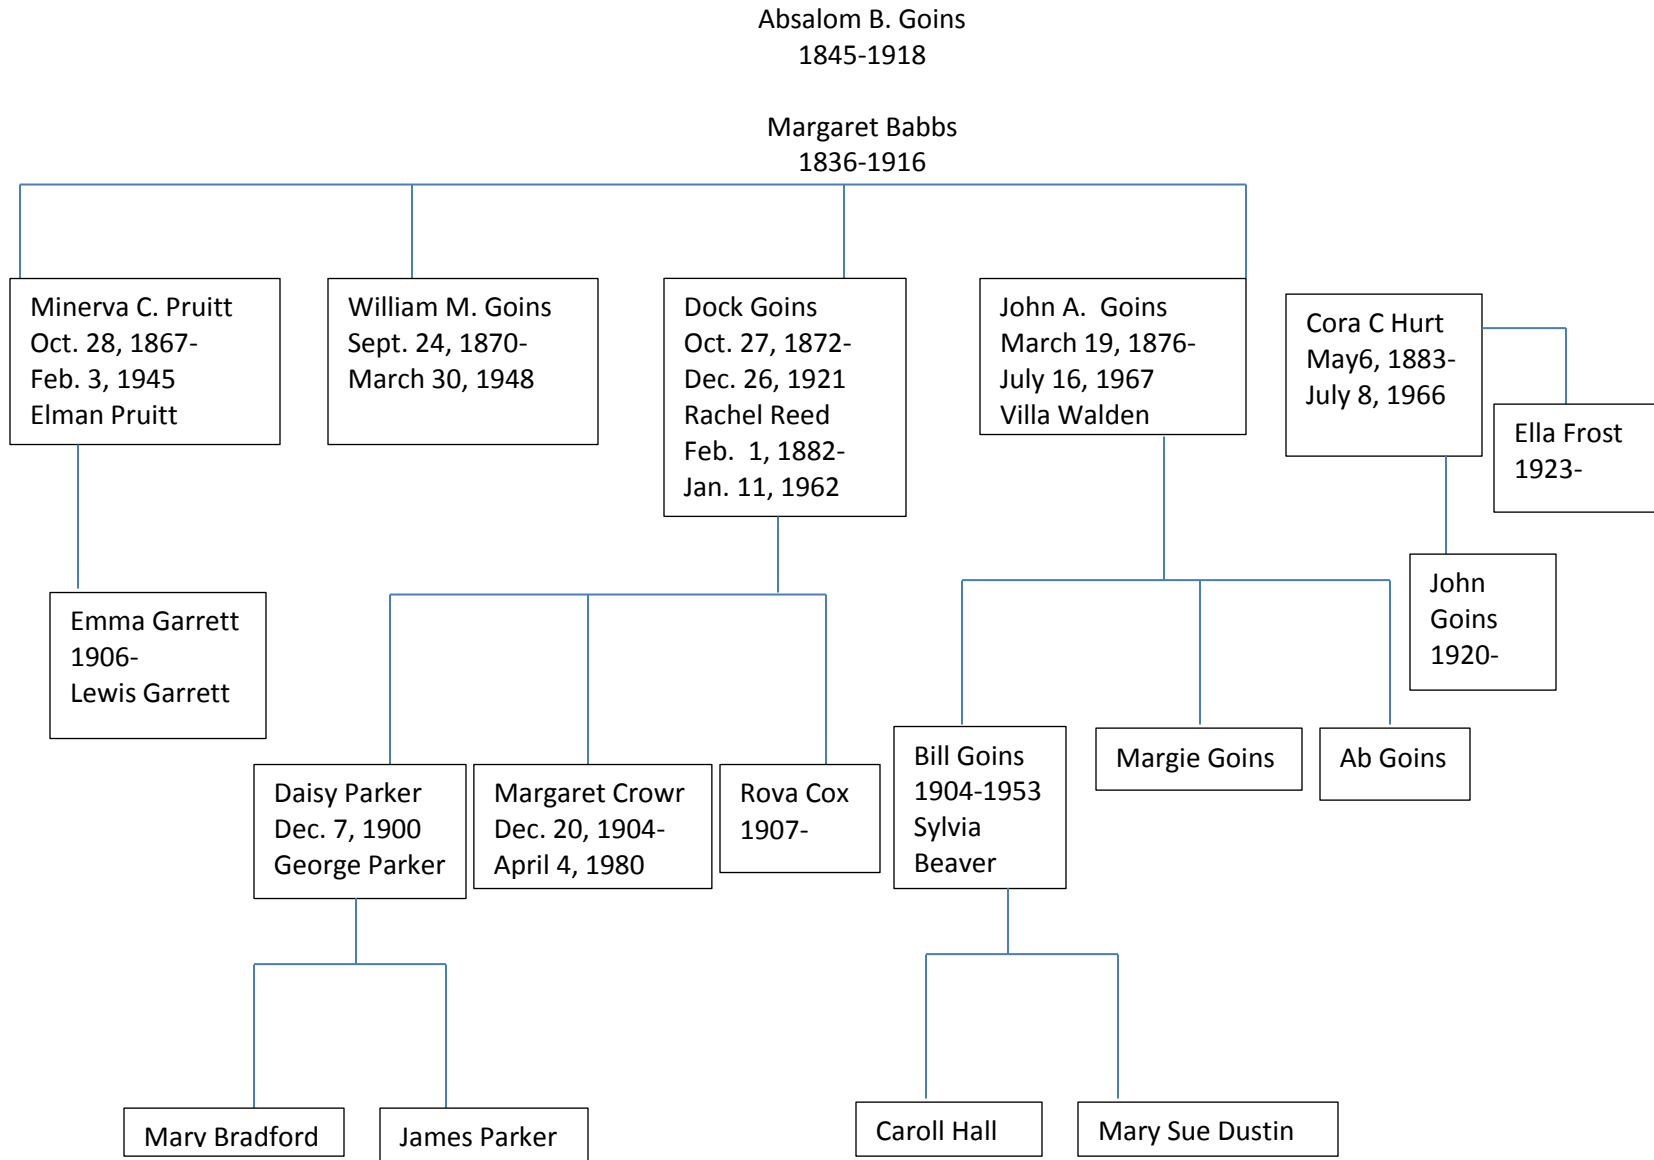 Absalom B. Goins
1845-1918
Margaret Babbs
1836-1916
Minerva C. Pruitt
Oct. 28, 1867-
Feb. 3, 1945
Elman Pruitt
William M. Goins
Sept. 24, 1870-
March 30, 1948
Dock Goins
Oct. 27, 1872-
Dec. 26, 1921
Rachel Reed
Feb. 1, 1882-
Jan. 11, 1962
John A. Goins
March 19, 1876-
July 16, 1967
Villa Walden
Cora C Hurt
May6, 1883-
July 8, 1966
Ella Frost
1923-
John
Goins
1920-
Emma Garrett
1906-
Lewis Garrett
Daisy Parker
Dec. 7, 1900
George Parker
Margaret Crowr
Dec. 20, 1904-
April 4, 1980
Rova Cox
1907-
Bill Goins
1904-1953
Sylvia
Beaver
Margie Goins
Ab Goins
Mary Bradford
James Parker
Caroll Hall
Mary Sue Dustin